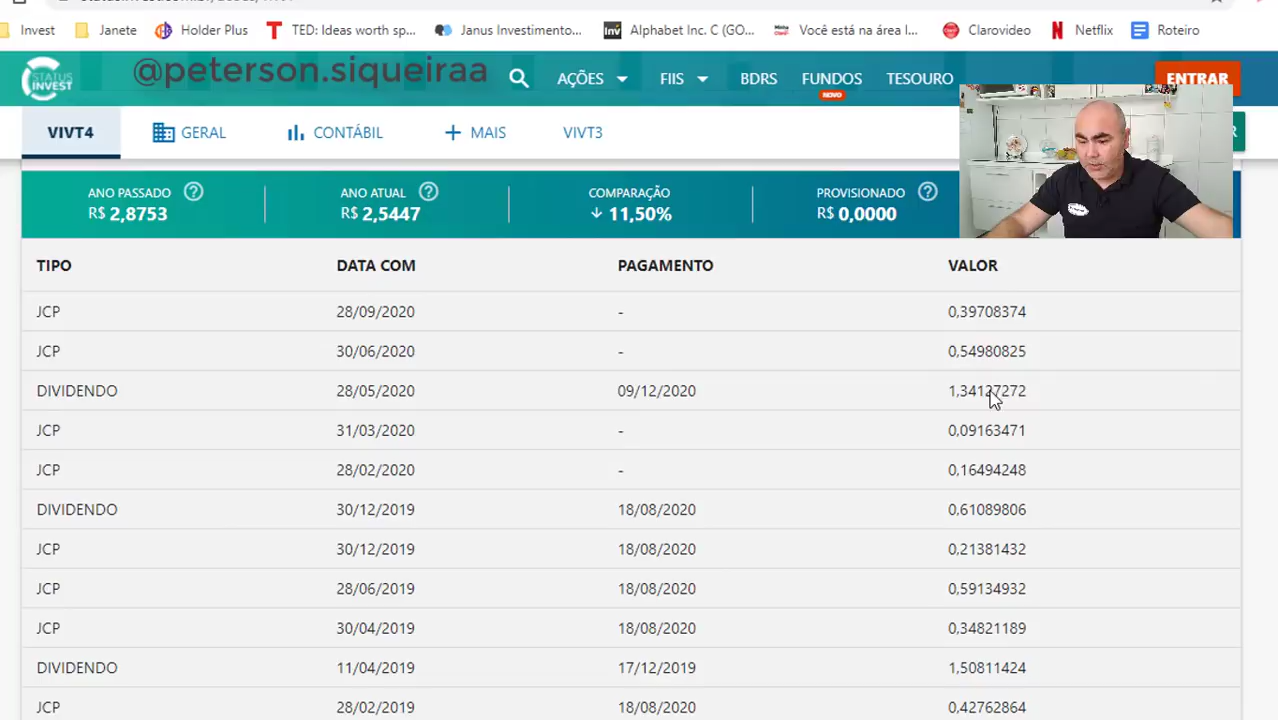 Invest Janete Holder Plus TED: Ideas worth sp... Janus Investimento... Alphabet Inc. C (GO... Você está na área l... Clarovideo Netflix Roteiro
STATUS INVEST @peterson.siqueiraa AÇÕES FIIS BDRS FUNDOS TESOURO ENTRAR
NOVO
VIVT4 GERAL CONTÁBIL MAIS VIVT3
ANO PASSADO ANO ATUAL COMPARAÇÃO PROVISIONADO
R$ 2,8753 R$ 2,5447 11,50% R$ 0,0000
TIPO DATA COM PAGAMENTO VALOR
JCP 28/09/2020 - 0,39708374
JCP 30/06/2020 - 0,54980825
DIVIDENDO 28/05/2020 09/12/2020 1,34127272
JCP 31/03/2020 - 0,09163471
JCP 28/02/2020 - 0,16494248
DIVIDENDO 30/12/2019 18/08/2020 0,61089806
JCP 30/12/2019 18/08/2020 0,21381432
JCP 28/06/2019 18/08/2020 0,59134932
JCP 30/04/2019 18/08/2020 0,34821189
DIVIDENDO 11/04/2019 17/12/2019 1,50811424
JCP 28/02/2019 18/08/2020 0,42762864